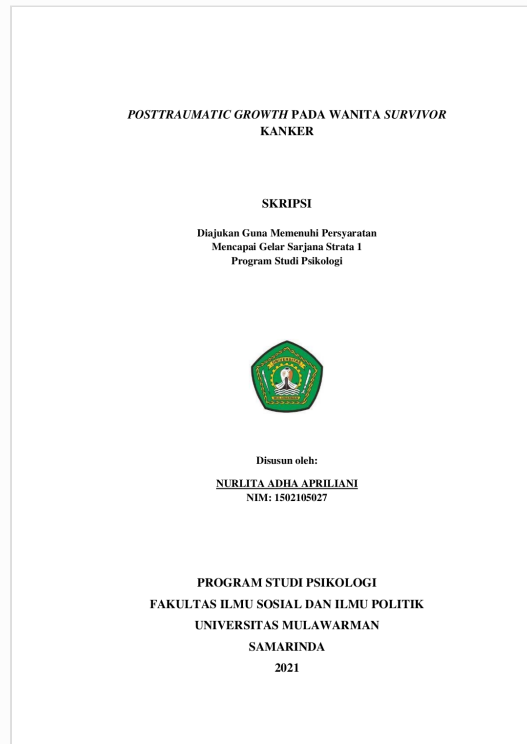 POSTTRAUMATIC GROWTH PADA WANITA SURVIVOR
KANKER
SKRIPSI
Diajukan Guna Memenuhi Persyaratan
Mencapai Gelar Sarjana Strata 1
Program Studi Psikologi
Disusun oleh:
NURLITA ADHA APRILIANI
NIM: 1502105027
PROGRAM STUDI PSIKOLOGI
FAKULTAS ILMU SOSIAL DAN ILMU POLITIK
UNIVERSITAS MULAWARMAN
SAMARINDA
2021